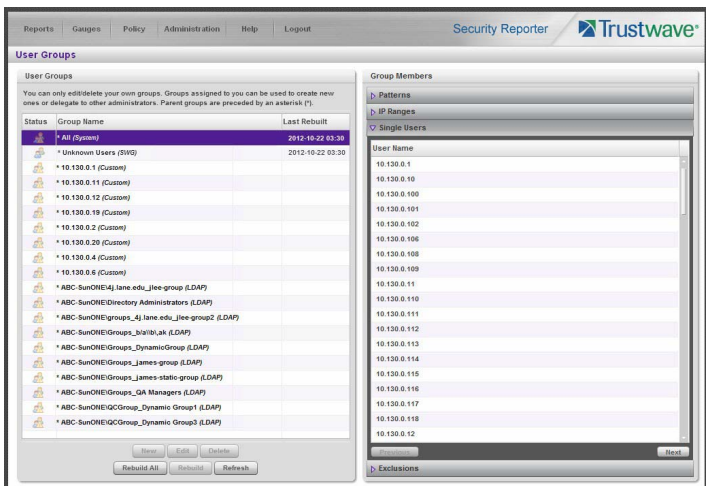 Reports Gauges Policy Administration Help Logout
Security Reporter
Trustwave®
User Groups
User Groups
You can only edit/delete your own groups. Groups assigned to you can be used to create new
ones or delegate to other administrators. Parent groups are preceded by an asterisk (*).
Status Group Name Last Rebuilt
* All (System) 2012-10-22 03:30
* Unknown Users (SWG) 2012-10-22 03:30
* 10.130.0.1 (Custom)
* 10.130.0.11 (Custom)
* 10.130.0.12 (Custom)
* 10.130.0.19 (Custom)
* 10.130.0.2 (Custom)
* 10.130.0.20 (Custom)
* 10.130.0.4 (Custom)
* 10.130.0.6 (Custom)
* ABC-SunONE\4j.lane.edu_jlee-group (LDAP)
* ABC-SunONE\Directory Administrators (LDAP)
* ABC-SunONE\groups_4j.lane.edu_jlee-group2 (LDAP)
* ABC-SunONE\Groups_b/a\\b\,ak (LDAP)
* ABC-SunONE\Groups_DynamicGroup (LDAP)
* ABC-SunONE\Groups_james-group (LDAP)
* ABC-SunONE\Groups_james-static-group (LDAP)
* ABC-SunONE\Groups_QA Managers (LDAP)
* ABC-SunONE\QCGroup_Dynamic Group1 (LDAP)
* ABC-SunONE\QCGroup_Dynamic Group3 (LDAP)
New Edit Delete
Rebuild All Rebuild Refresh
Group Members
Patterns
IP Ranges
Single Users
User Name
10.130.0.1
10.130.0.10
10.130.0.100
10.130.0.101
10.130.0.102
10.130.0.106
10.130.0.108
10.130.0.109
10.130.0.11
10.130.0.110
10.130.0.111
10.130.0.112
10.130.0.113
10.130.0.114
10.130.0.115
10.130.0.116
10.130.0.117
10.130.0.118
10.130.0.12
Previous Next
Exclusions